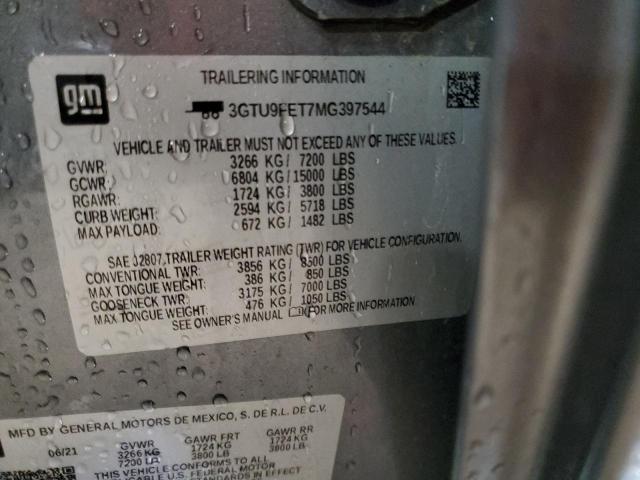 gm
TRAILERING INFORMATION
3GTU9FET7MG397544
VEHICLE AND TRAILER MUST NOT EXCEED ANY OF THESE VALUES.
GVWR: 3266 KG / 7200 LBS
GCWR: 6804 KG / 15000 LBS
RGAWR: 1724 KG / 3800 LBS
CURB WEIGHT: 2594 KG / 5718 LBS
MAX PAYLOAD: 672 KG / 1482 LBS
SAE J2807, TRAILER WEIGHT RATING (TWR) FOR VEHICLE CONFIGURATION.
CONVENTIONAL TWR: 3856 KG / 8500 LBS
MAX TONGUE WEIGHT: 386 KG / 850 LBS
GOOSENECK TWR: 3175 KG / 7000 LBS
MAX TONGUE WEIGHT: 476 KG / 1050 LBS
SEE OWNER'S MANUAL FOR MORE INFORMATION
MFD BY GENERAL MOTORS DE MEXICO, S. DE R.L. DE C.V.
06/21 GVWR GAWR FRT GAWR RR
3266 KG 1724 KG 1724 KG
7200 LB 3800 LB 3800 LB
THIS VEHICLE CONFORMS TO ALL
APPLICABLE U.S. FEDERAL MOTOR
STANDARDS IN EFFECT